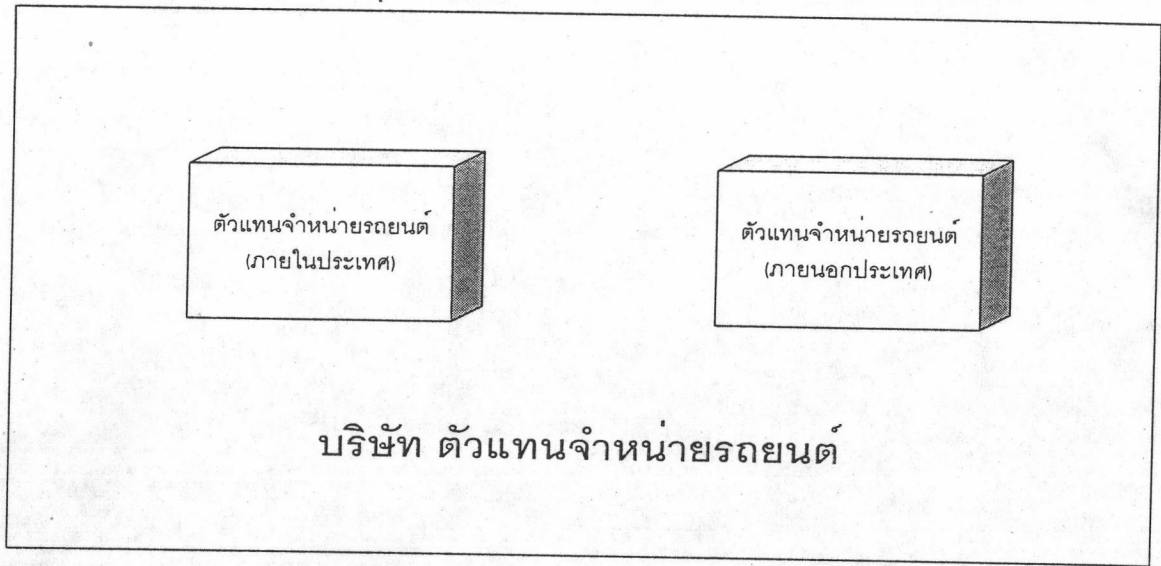 ตัวแทนจำหน่ายรถยนต์
(ภายในประเทศ)
ตัวแทนจำหน่ายรถยนต์
(ภายนอกประเทศ)
บริษัท ตัวแทนจำหน่ายรถยนต์